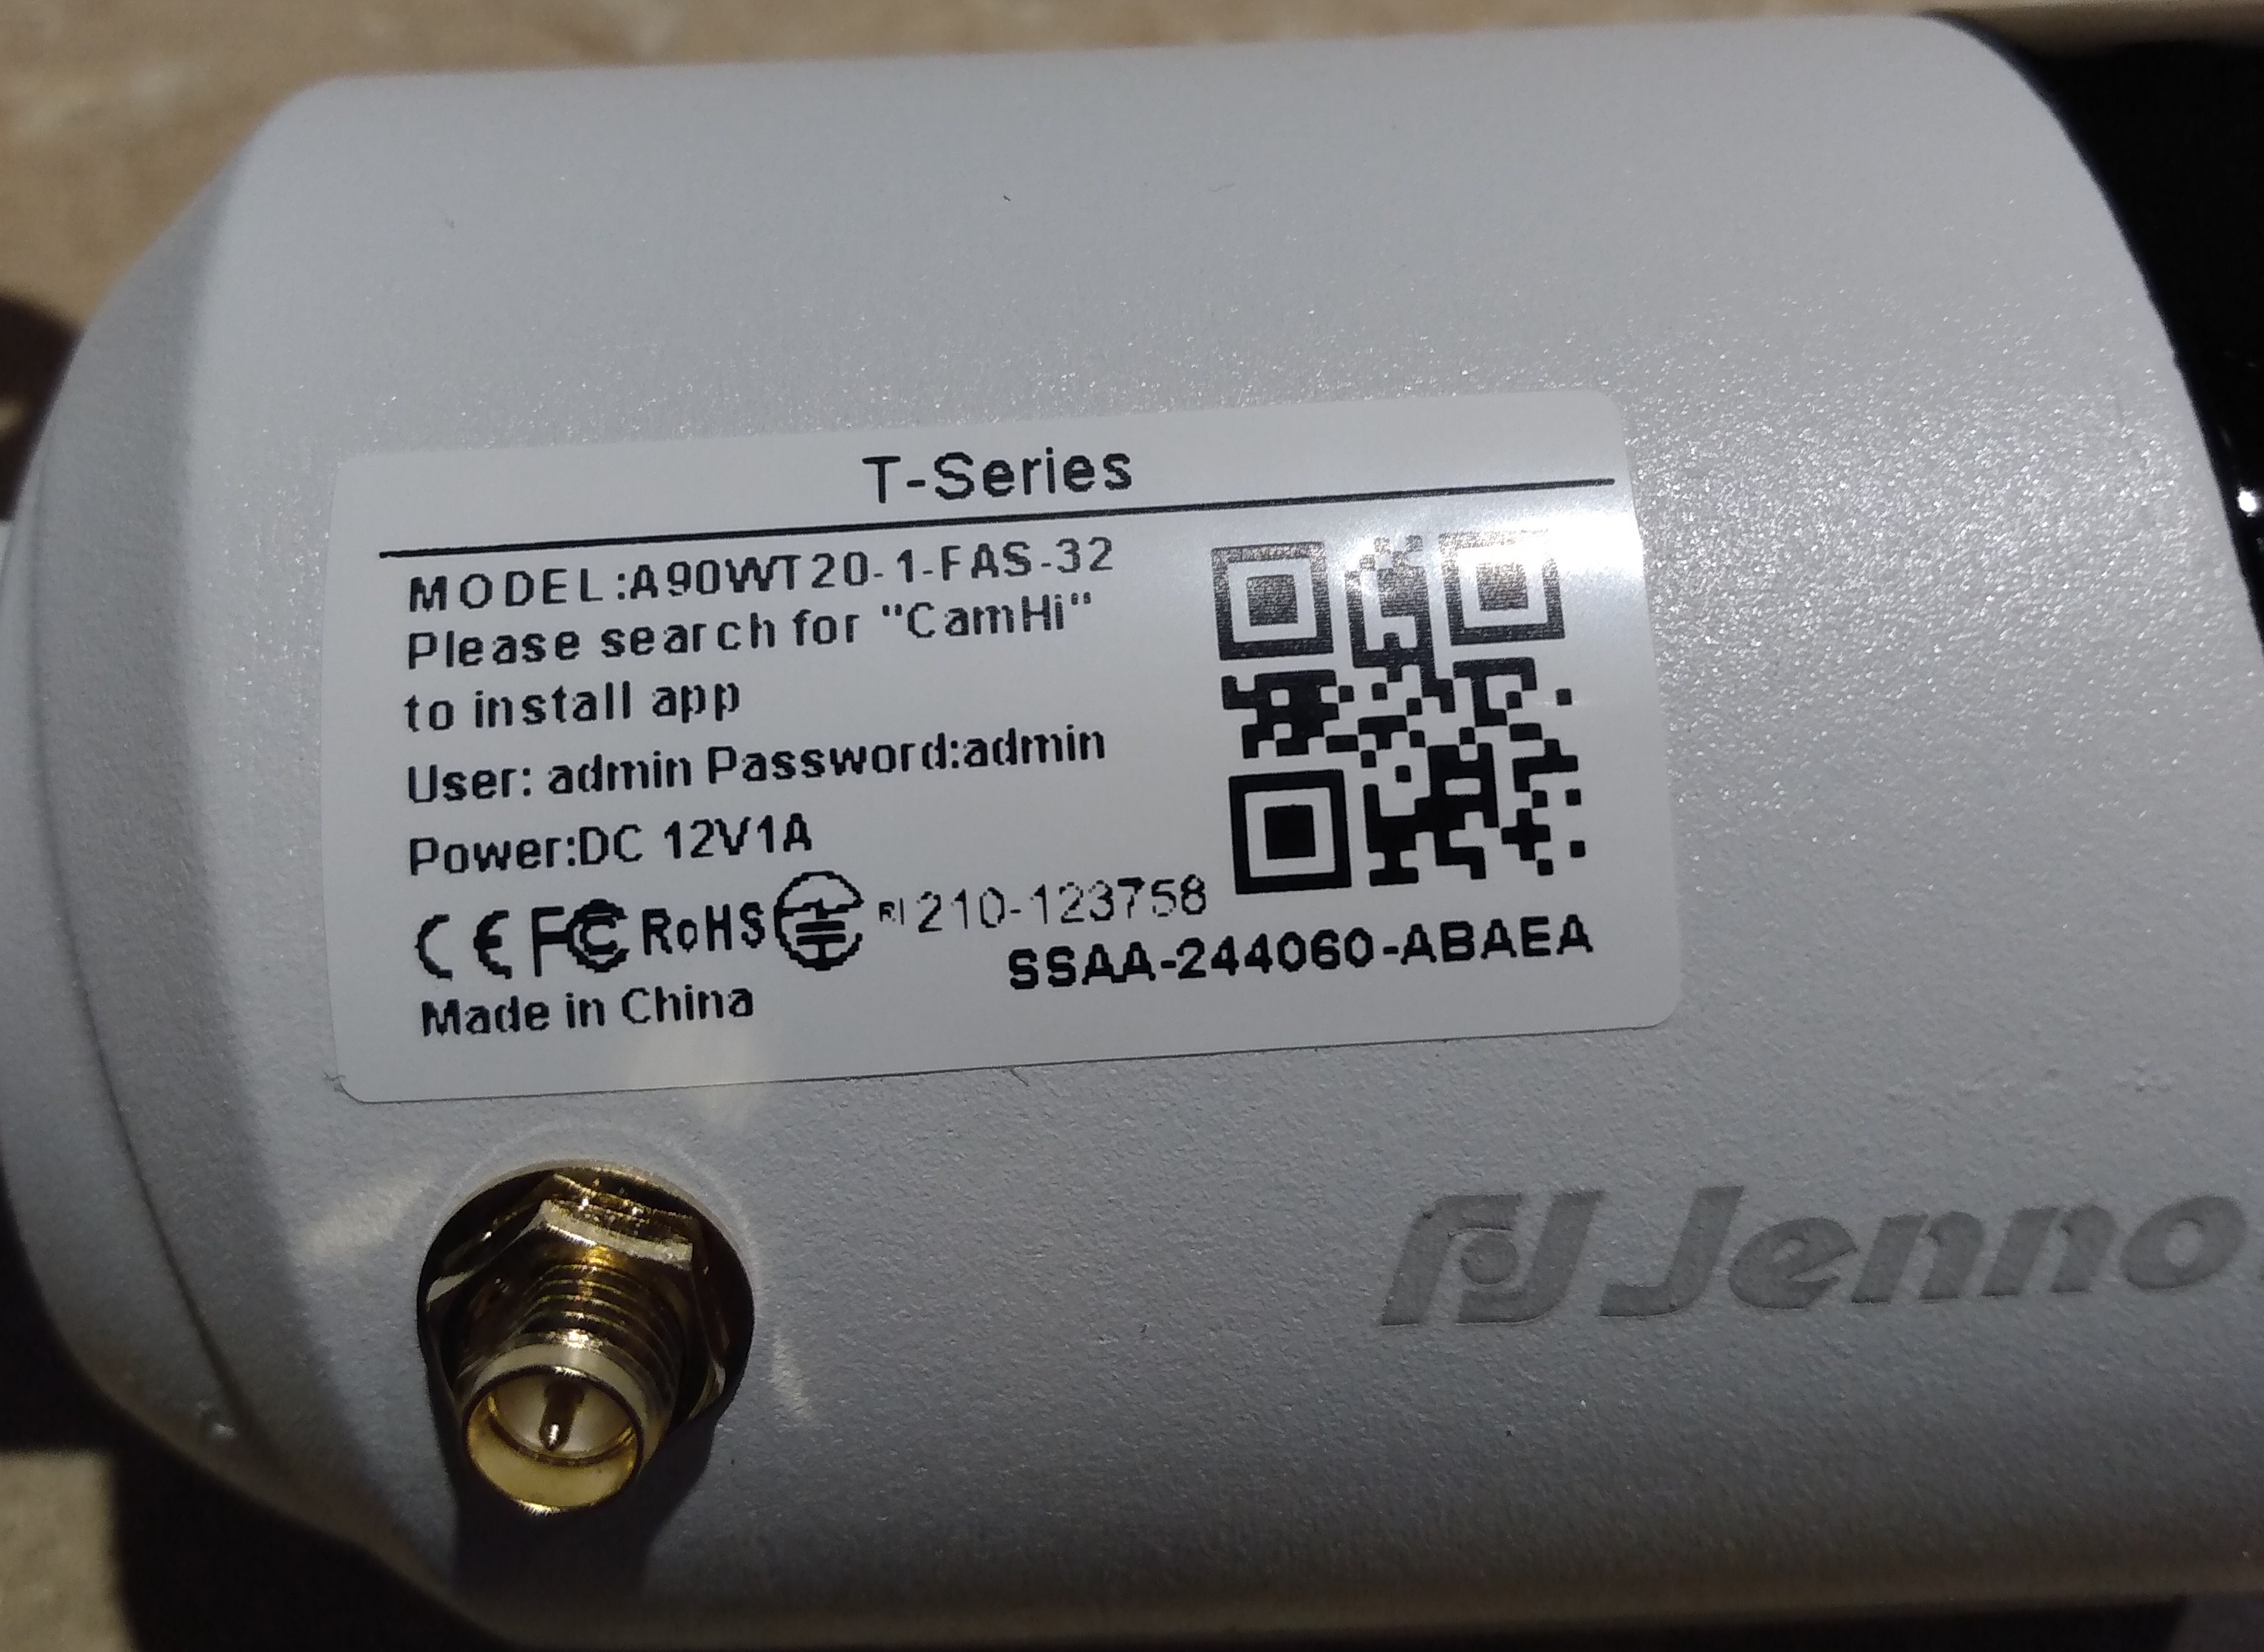 T-Series
MODEL:A90WT20-1-FAS-32
Please search for "CamHi"
to install app
User: admin Password:admin
Power:DC 12V1A
CE FC RoHS R 210-123758
SSAA-244060-ABAEA
Made in China
Jenno